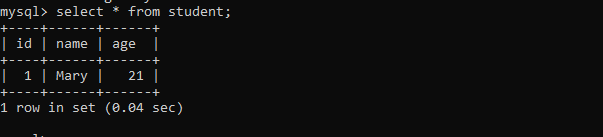 mysql> select * from student;
+----+------+------+
| id | name | age  |
+----+------+------+
|  1 | Mary |   21 |
+----+------+------+
1 row in set (0.04 sec)